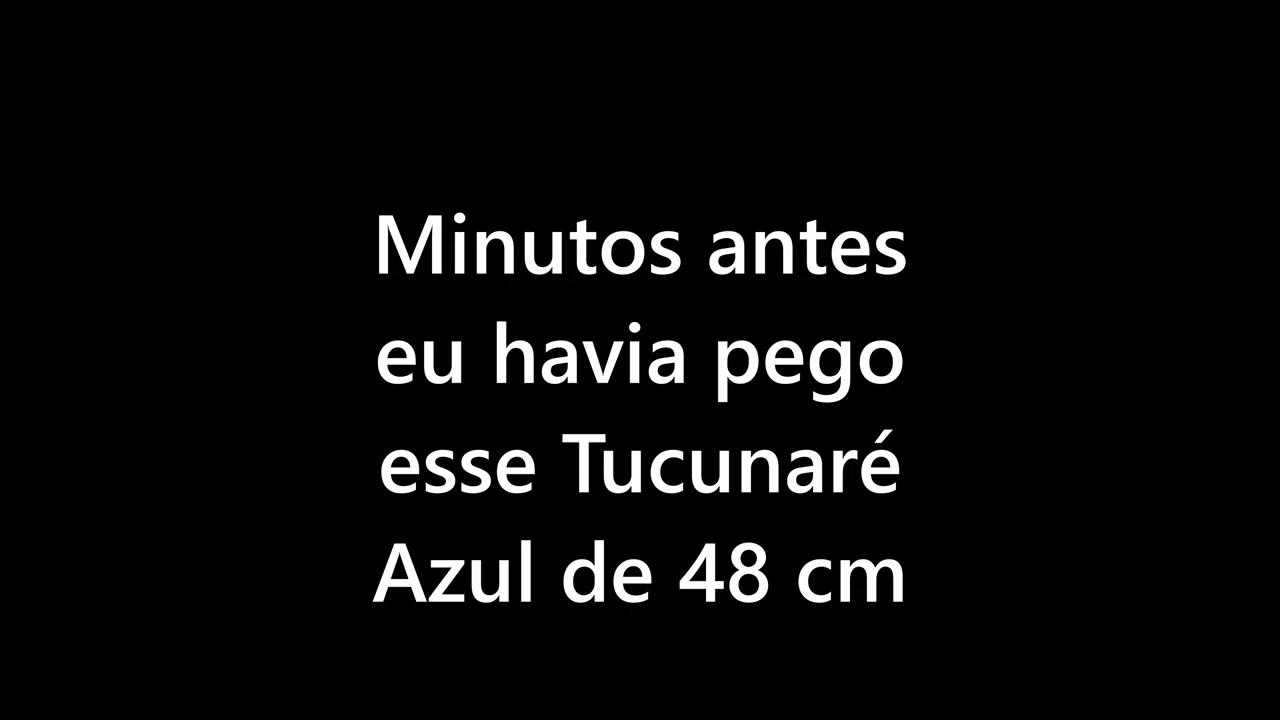 Minutos antes
eu havia pego
esse Tucunaré
Azul de 48 cm